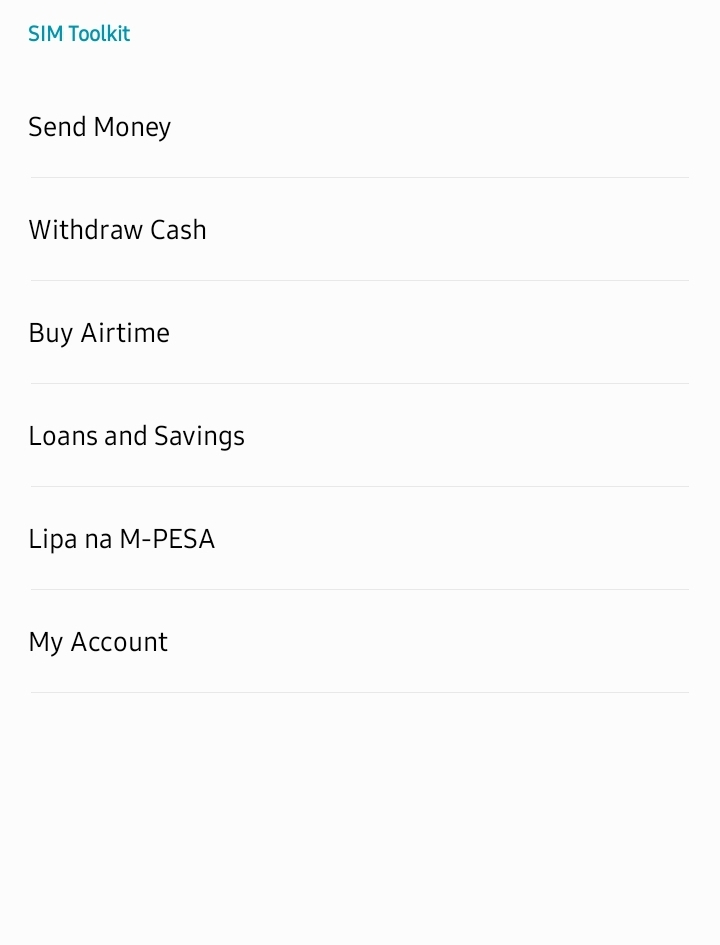 SIM Toolkit
Send Money
Withdraw Cash
Buy Airtime
Loans and Savings
Lipa na M-PESA
My Account